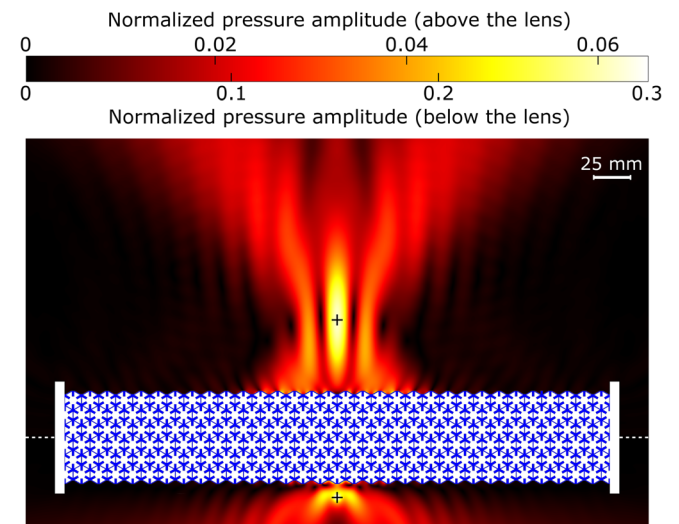 Normalized pressure amplitude (above the lens)
0 0.02 0.04 0.06
0 0.1 0.2 0.3
Normalized pressure amplitude (below the lens)
25 mm